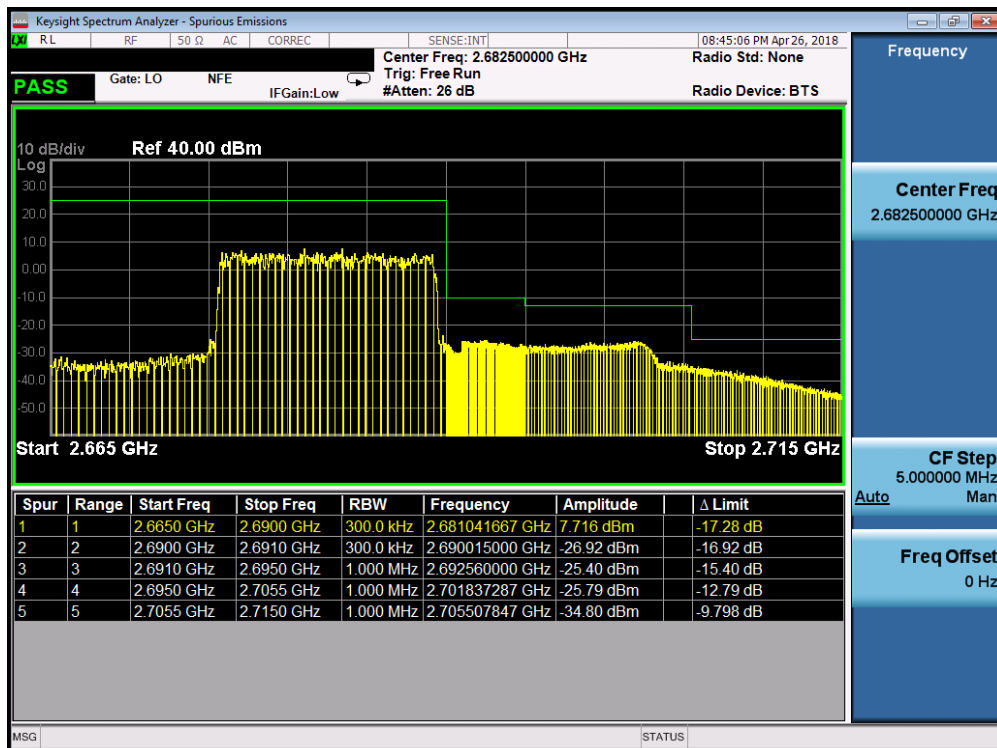 Keysight Spectrum Analyzer - Spurious Emissions
LXI RL RF 50 Ω AC CORREC SENSE:INT 08:45:06 PM Apr 26, 2018
Center Freq: 2.682500000 GHz Radio Std: None
PASS Gate: LO NFE Trig: Free Run
IFGain:Low #Atten: 26 dB Radio Device: BTS
10 dB/div Ref 40.00 dBm
Log
30.0
20.0
10.0
0.00
-10.0
-20.0
-30.0
-40.0
-50.0
Start 2.665 GHz Stop 2.715 GHz
Spur Range Start Freq Stop Freq RBW Frequency Amplitude Δ Limit
1 1 2.6650 GHz 2.6900 GHz 300.0 kHz 2.681041667 GHz 7.716 dBm -17.28 dB
2 2 2.6900 GHz 2.6910 GHz 300.0 kHz 2.690015000 GHz -26.92 dBm -16.92 dB
3 3 2.6910 GHz 2.6950 GHz 1.000 MHz 2.692560000 GHz -25.40 dBm -15.40 dB
4 4 2.6950 GHz 2.7055 GHz 1.000 MHz 2.701837287 GHz -25.79 dBm -12.79 dB
5 5 2.7055 GHz 2.7150 GHz 1.000 MHz 2.705507847 GHz -34.80 dBm -9.798 dB
MSG STATUS
Frequency
Center Freq
2.682500000 GHz
CF Step
5.000000 MHz
Auto Man
Freq Offset
0 Hz